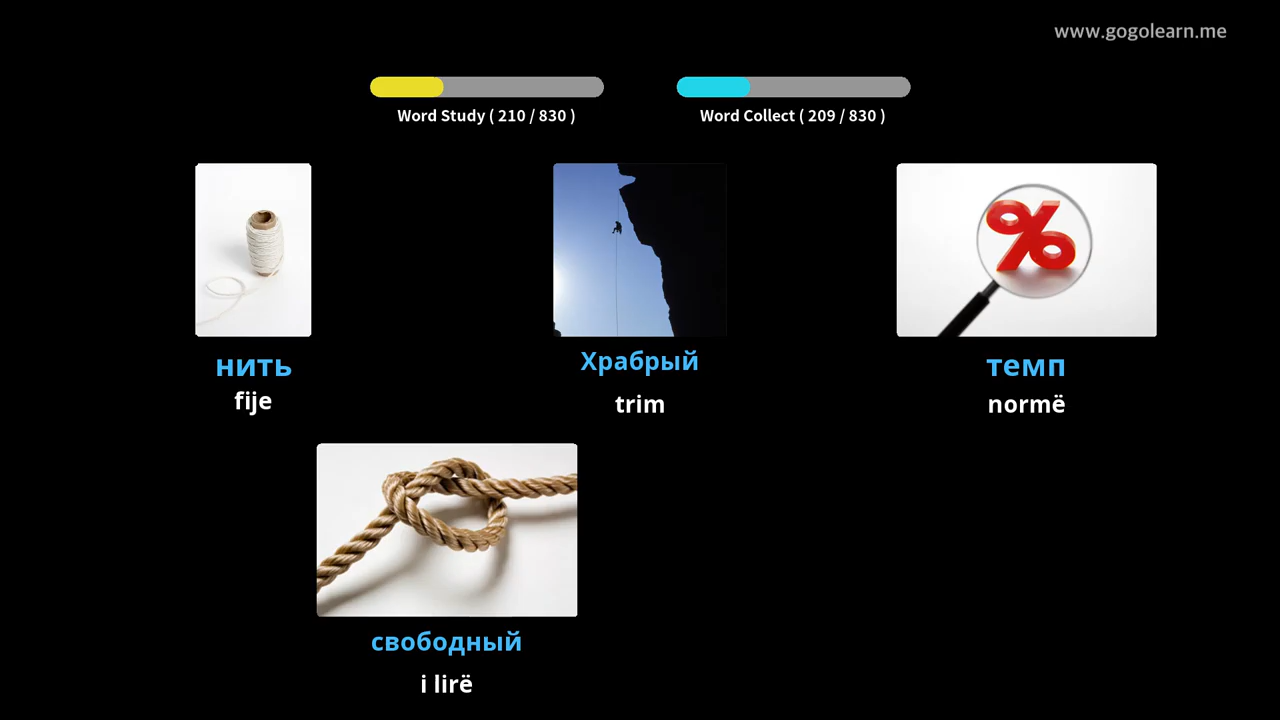 www.gogolearn.me
Word Study ( 210 / 830 )
Word Collect ( 209 / 830 )
нить
fije
Храбрый
trim
темп
normë
свободный
i lirë